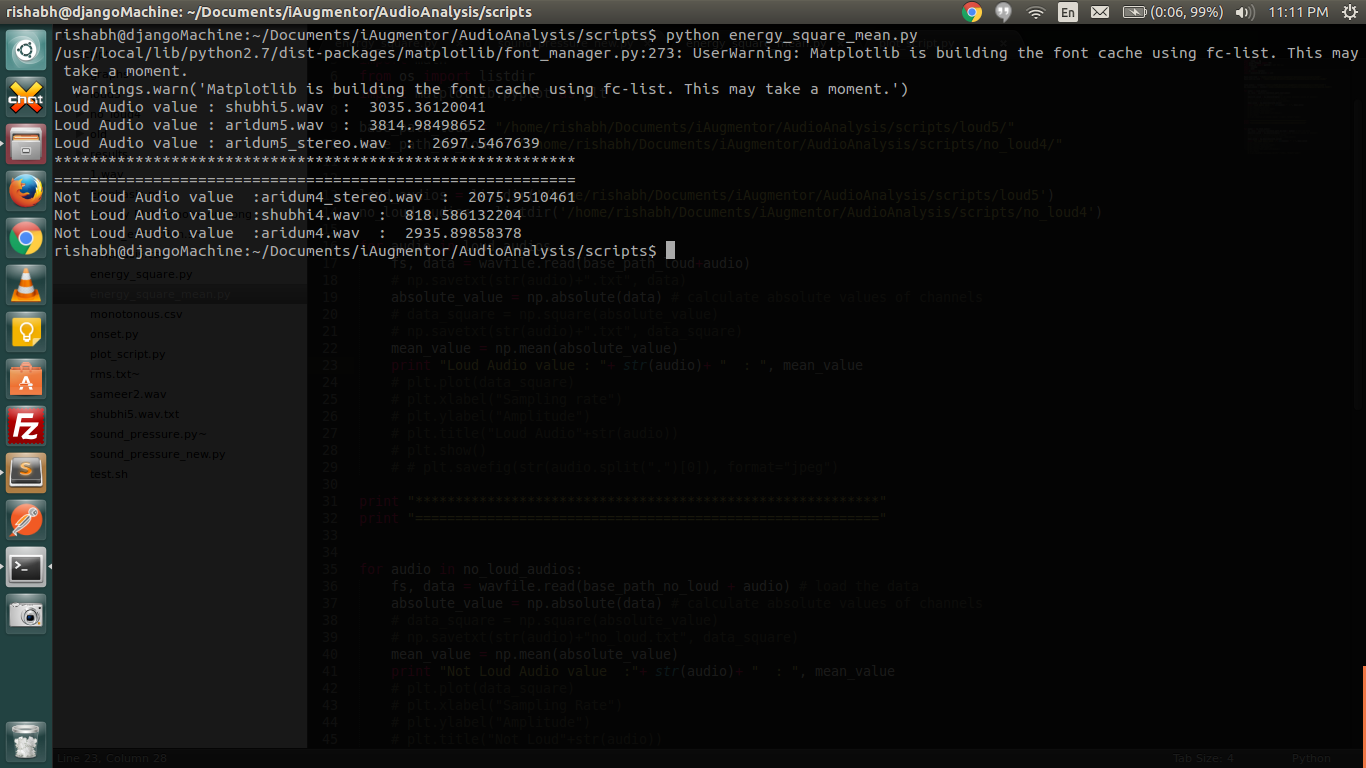 rishabh@djangoMachine: ~/Documents/iAugmentor/AudioAnalysis/scripts
En
(0:06, 99%)
11:11 PM
rishabh@djangoMachine:~/Documents/iAugmentor/AudioAnalysis/scripts$ python energy_square_mean.py
/usr/local/lib/python2.7/dist-packages/matplotlib/font_manager.py:273: UserWarning: Matplotlib is building the font cache using fc-list. This may
 take a moment.
  warnings.warn('Matplotlib is building the font cache using fc-list. This may take a moment.')
Loud Audio value : shubhi5.wav  :  3035.36120041
Loud Audio value : aridum5.wav  :  3814.98498652
Loud Audio value : aridum5_stereo.wav  :  2697.5467639
**********************************************************
==========================================================
Not Loud Audio value  :aridum4_stereo.wav  :  2075.9510461
Not Loud Audio value  :shubhi4.wav  :  818.586132204
Not Loud Audio value  :aridum4.wav  :  2935.89858378
rishabh@djangoMachine:~/Documents/iAugmentor/AudioAnalysis/scripts$
from os import listdir
"/home/rishabh/Documents/iAugmentor/AudioAnalysis/scripts/loud5/"
"/home/rishabh/Documents/iAugmentor/AudioAnalysis/scripts/no_loud4/"
energy_square.py
energy_square_mean.py
monotonous.csv
onset.py
plot_script.py
rms.txt~
sameer2.wav
shubhi5.wav.txt
sound_pressure.py~
sound_pressure_new.py
test.sh
17 fs, data = wavfile.read(base_path_loud+audio)
18 # np.savetxt(str(audio)+".txt", data)
19 absolute_value = np.absolute(data) # calculate absolute values of channels
20 # data_square = np.square(absolute_value)
21 # np.savetxt(str(audio)+".txt", data_square)
22 mean_value = np.mean(absolute_value)
23 print "Loud Audio value : "+ str(audio)+ "  : ", mean_value
24 # plt.plot(data_square)
25 # plt.xlabel("Sampling rate")
26 # plt.ylabel("Amplitude")
27 # plt.title("Loud Audio"+str(audio))
28 # plt.show()
29 # # plt.savefig(str(audio.split(".")[0]), format="jpeg")
30
31 print "**********************************************************"
32 print "=========================================================="
33
34
35 for audio in no_loud_audios:
36 fs, data = wavfile.read(base_path_no_loud + audio) # load the data
37 absolute_value = np.absolute(data) # calculate absolute values of channels
38 # data_square = np.square(absolute_value)
39 # np.savetxt(str(audio)+"no_loud.txt", data_square)
40 mean_value = np.mean(absolute_value)
41 print "Not Loud Audio value  :"+ str(audio)+ "  : ", mean_value
42 # plt.plot(data_square)
43 # plt.xlabel("Sampling Rate")
44 # plt.ylabel("Amplitude")
45 # plt.title("Not Loud"+str(audio))
Line 23, Column 26
Tab Size: 4
Python